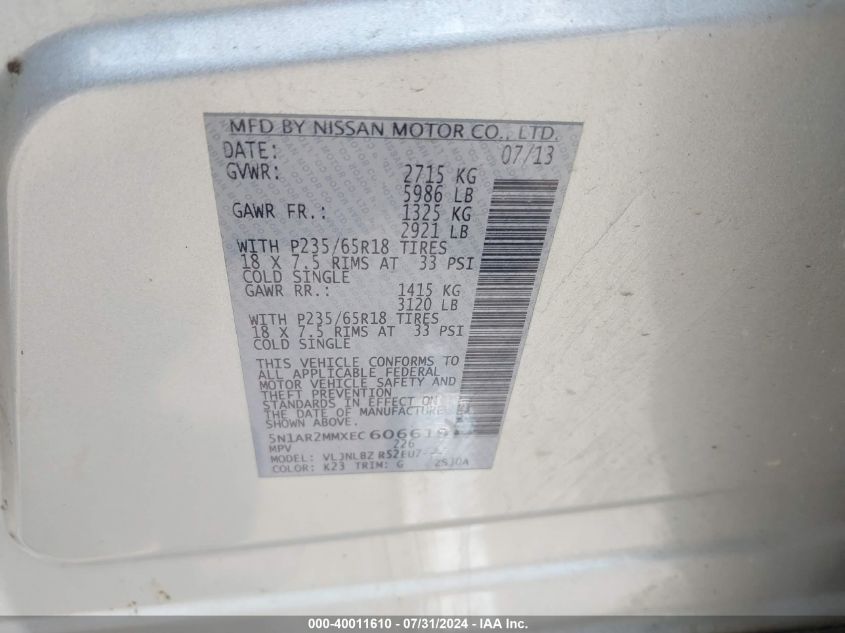 MFD BY NISSAN MOTOR CO., LTD.
DATE: 07/13
GVWR: 2715 KG
5986 LB
GAWR FR.: 1325 KG
2921 LB
WITH P235/65R18 TIRES
18 X 7.5 RIMS AT 33 PSI
COLD SINGLE
GAWR RR.: 1415 KG
3120 LB
WITH P235/65R18 TIRES
18 X 7.5 RIMS AT 33 PSI
COLD SINGLE
THIS VEHICLE CONFORMS TO
ALL APPLICABLE FEDERAL
MOTOR VEHICLE SAFETY AND
THEFT PREVENTION
STANDARDS IN EFFECT ON
THE DATE OF MANUFACTURE
SHOWN ABOVE.
5N1AR2MMXEC
MPV 226
MODEL:
COLOR: K23 TRIM: G
000-40011610 - 07/31/2024 - IAA Inc.